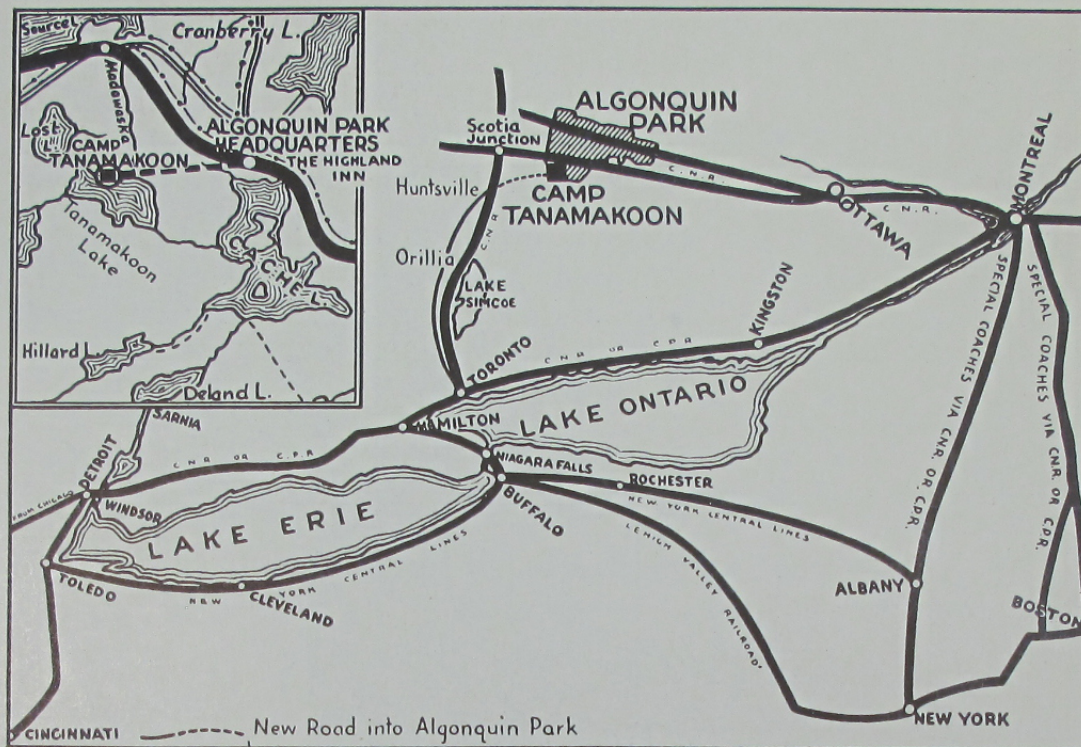 Source L.
Cranberry L.
Madawaska
Lost
L.
CAMP
TANAMAKOON
ALGONQUIN PARK
HEADQUARTERS
THE HIGHLAND
INN
Tanamakoon
Lake
CACHE L.
Hillard L.
Deland L.
ALGONQUIN
PARK
Scotia
Junction
Huntsville
CAMP
TANAMAKOON
C.N.R.
OTTAWA
C.N.R.
MONTREAL
Orillia
C.N.R.
LAKE
SIMCOE
KINGSTON
TORONTO
C.N.R. OR C.P.R.
LAKE ONTARIO
HAMILTON
SARNIA
DETROIT
C.N.R. OR C.P.R.
NIAGARA FALLS
ROCHESTER
BUFFALO
NEW YORK CENTRAL LINES
FROM CHICAGO
WINDSOR
LAKE ERIE
TOLEDO
NEW YORK CENTRAL LINES
CLEVELAND
LEHIGH VALLEY RAILROAD
SPECIAL COACHES VIA C.N.R. OR C.P.R.
SPECIAL COACHES VIA C.N.R. OR C.P.R.
ALBANY
BOSTON
NEW YORK
CINCINNATI
New Road into Algonquin Park